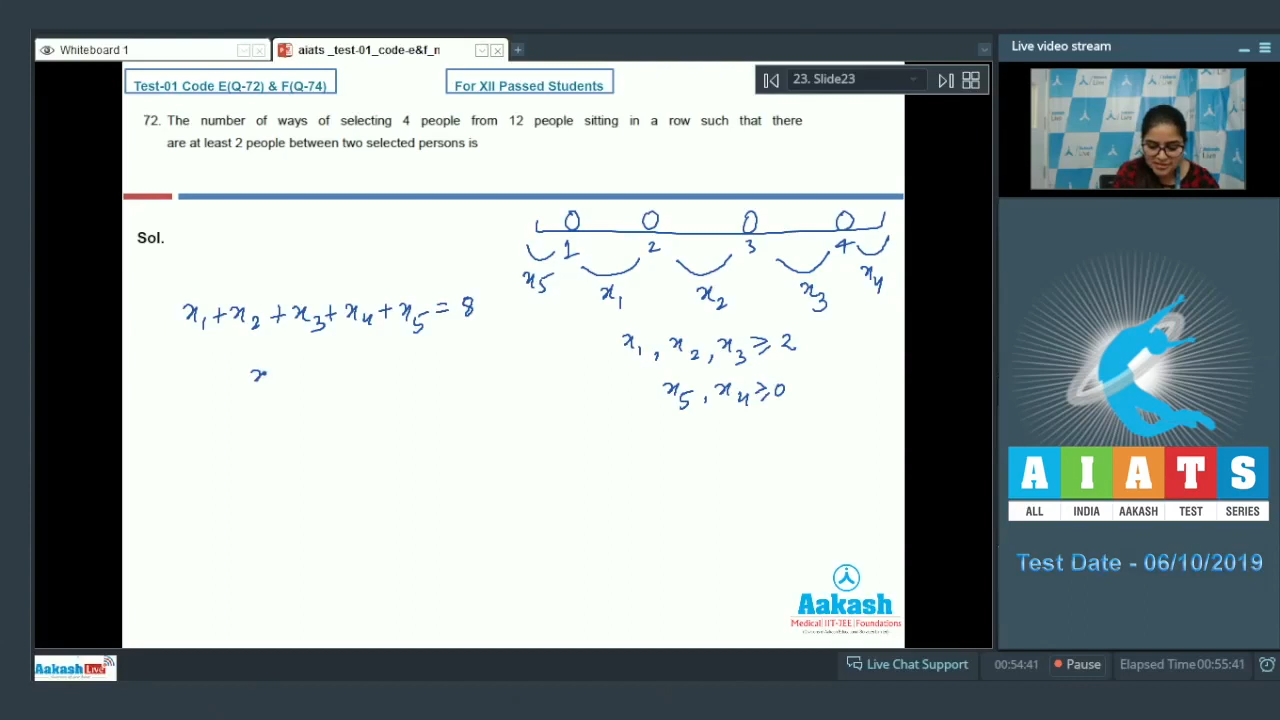 Whiteboard 1
aiats _test-01_code-e&f_n
Live video stream
23. Slide23
Test-01 Code E(Q-72) & F(Q-74)
For XII Passed Students
72. The number of ways of selecting 4 people from 12 people sitting in a row such that there
are at least 2 people between two selected persons is
Sol.
1 2 3 4
x₅ x₁ x₂ x₃ x₄
x₁ + x₂ + x₃ + x₄ + x₅ = 8
x₁, x₂, x₃ ≥ 2
x
x₅, x₄ ≥ 0
Aakash
Medical|IIT-JEE|Foundations
A I A T S
ALL INDIA AAKASH TEST SERIES
Test Date - 06/10/2019
Aakash Live
Live Chat Support
00:54:41
Pause
Elapsed Time 00:55:41